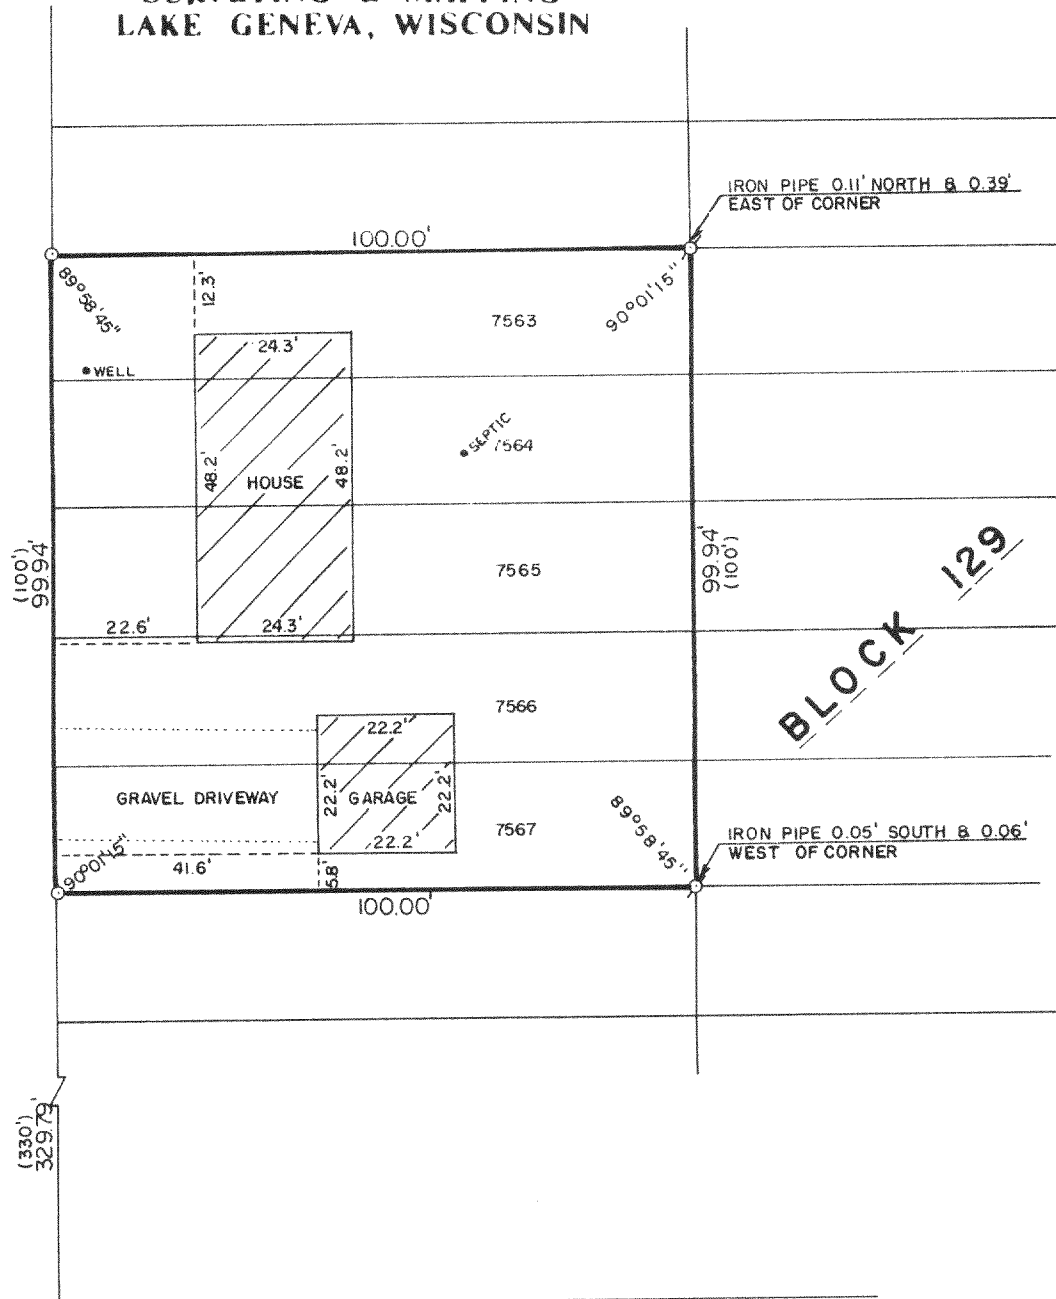 LAKE GENEVA, WISCONSIN
IRON PIPE 0.11' NORTH & 0.39'
EAST OF CORNER
100.00'
89°58'45"
12.3'
90°01'15"
7563
24.3'
WELL
SEPTIC
7564
48.2'
HOUSE
48.2'
(100')
99.94'
7565
99.94'
(100')
BLOCK 129
22.6'
24.3'
7566
22.2'
GRAVEL DRIVEWAY
22.2'
GARAGE
22.2'
7567
89°58'45"
IRON PIPE 0.05' SOUTH & 0.06'
WEST OF CORNER
22.2'
90°01'15"
41.6'
5.8'
100.00'
(330')
329.79'